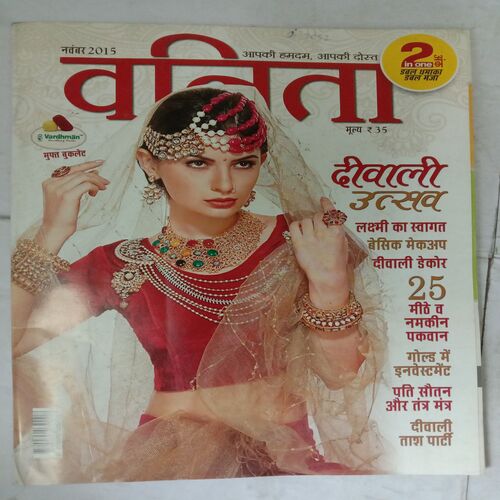 नवंबर 2015
आपकी हमदम, आपकी दोस्त
वनिता
2 in one अंक
डबल धमाका
डबल मजा
मूल्य ₹ 35
Vardhman
मुफ्त बुकलेट
दीवाली
उत्सव
लक्ष्मी का स्वागत
बेसिक मेकअप
दीवाली डेकोर
25
मीठे व
नमकीन
पकवान
गोल्ड में
इनवेस्टमेंट
पति सौतन
और तंत्र मंत्र
दीवाली
ताश पार्टी